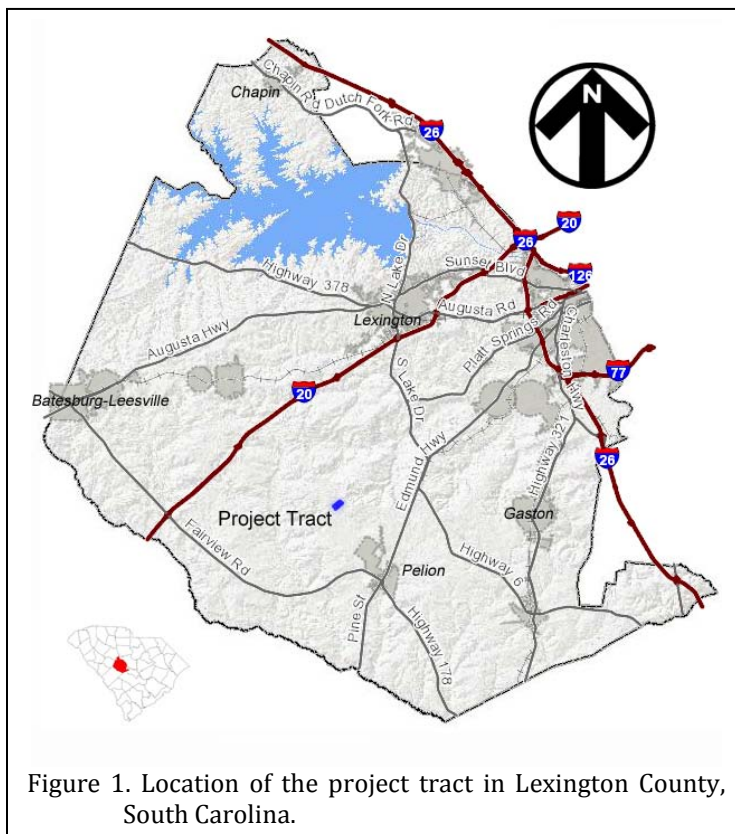 Chapin
Chapin Rd
Dutch Fork Rd
26
N
20
26
126
Sunset Blvd
N Lake Dr
Highway 378
Augusta Rd
Lexington
Platt Springs Rd
Charleston Hwy
Augusta Hwy
77
S Lake Dr
20
Batesburg-Leesville
Edmund Hwy
Highway 321
26
Project Tract
Gaston
Fairview Rd
Pelion
Highway 6
Pine St
Highway 178
Figure 1. Location of the project tract in Lexington County,
South Carolina.